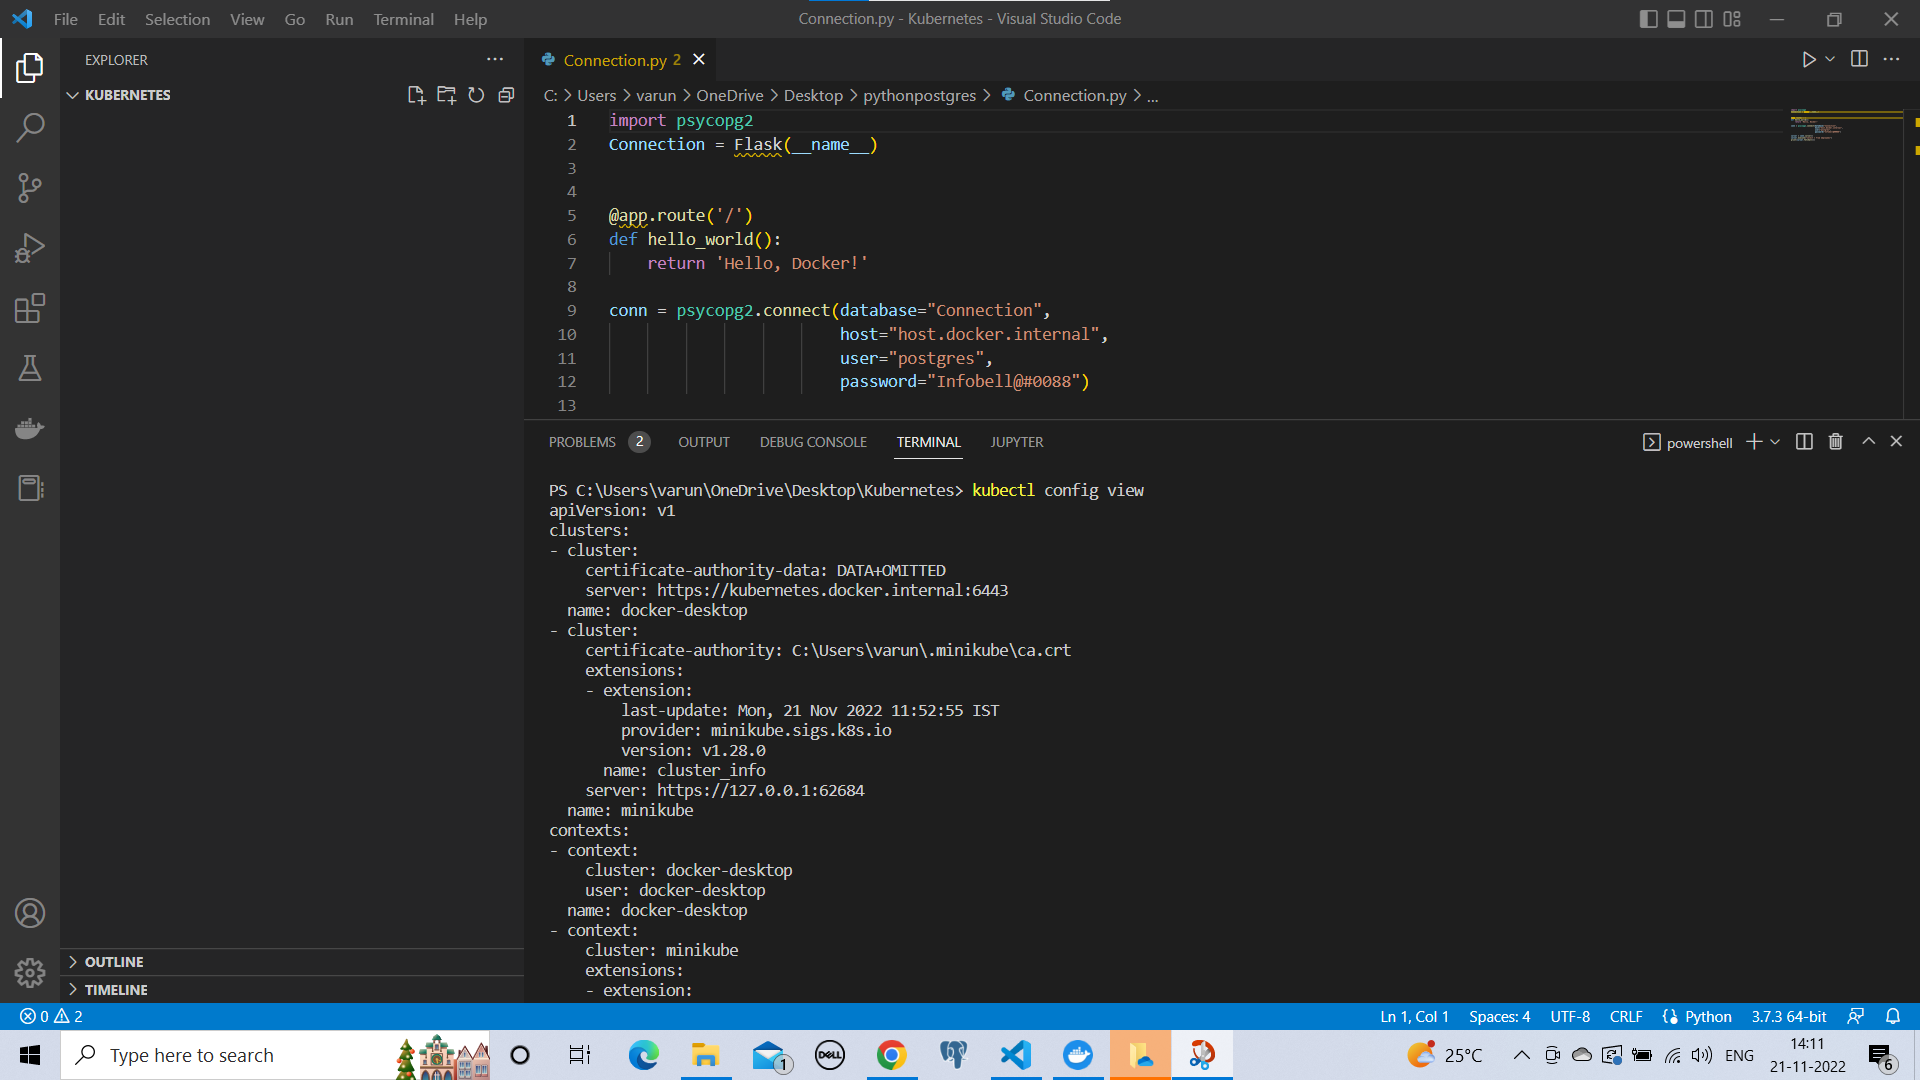 File Edit Selection View Go Run Terminal Help
Connection.py - Kubernetes - Visual Studio Code
EXPLORER
KUBERNETES
OUTLINE
TIMELINE
Connection.py 2
C: > Users > varun > OneDrive > Desktop > pythonpostgres > Connection.py > ...
1 import psycopg2
2 Connection = Flask(__name__)
3
4
5 @app.route('/')
6 def hello_world():
7 return 'Hello, Docker!'
8
9 conn = psycopg2.connect(database="Connection",
10 host="host.docker.internal",
11 user="postgres",
12 password="Infobell@#0088")
13
PROBLEMS 2 OUTPUT DEBUG CONSOLE TERMINAL JUPYTER
powershell
PS C:\Users\varun\OneDrive\Desktop\Kubernetes> kubectl config view
apiVersion: v1
clusters:
- cluster:
certificate-authority-data: DATA+OMITTED
server: https://kubernetes.docker.internal:6443
name: docker-desktop
- cluster:
certificate-authority: C:\Users\varun\.minikube\ca.crt
extensions:
- extension:
last-update: Mon, 21 Nov 2022 11:52:55 IST
provider: minikube.sigs.k8s.io
version: v1.28.0
name: cluster_info
server: https://127.0.0.1:62684
name: minikube
contexts:
- context:
cluster: docker-desktop
user: docker-desktop
name: docker-desktop
- context:
cluster: minikube
extensions:
- extension:
0 2
Ln 1, Col 1 Spaces: 4 UTF-8 CRLF Python 3.7.3 64-bit
Type here to search
1
DELL
25°C
ENG
14:11
21-11-2022
6